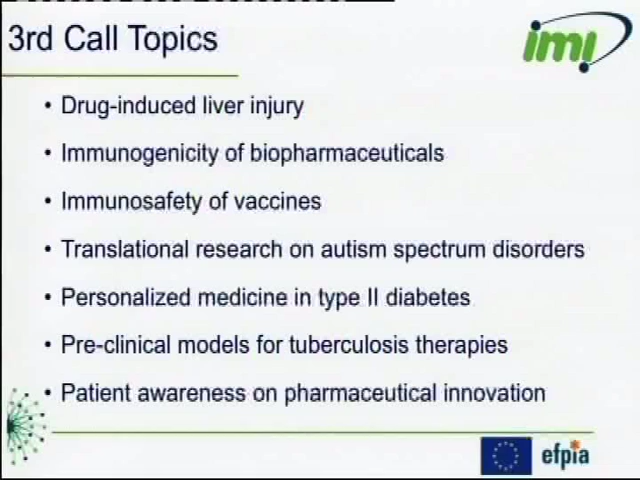 3rd Call Topics
imi
• Drug-induced liver injury
• Immunogenicity of biopharmaceuticals
• Immunosafety of vaccines
• Translational research on autism spectrum disorders
• Personalized medicine in type II diabetes
• Pre-clinical models for tuberculosis therapies
• Patient awareness on pharmaceutical innovation
efpia